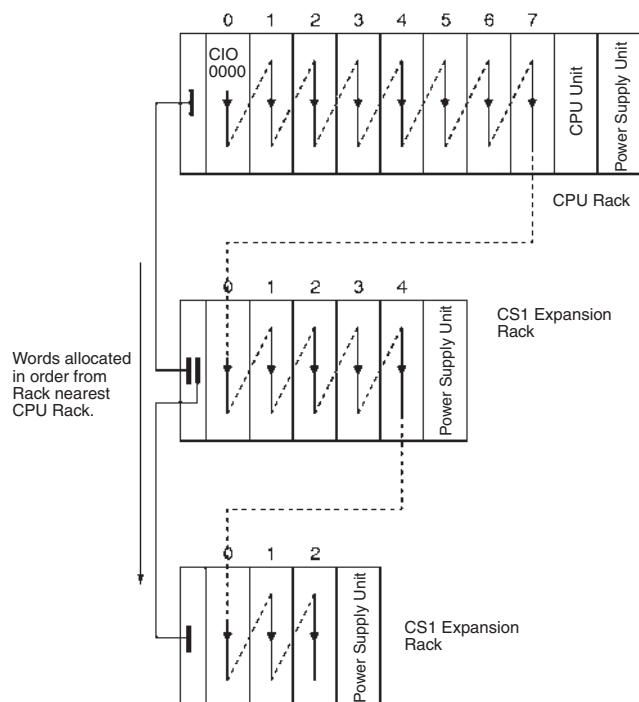 0 1 2 3 4 5 6 7
CIO
0000
CPU Unit
Power Supply Unit
CPU Rack
0 1 2 3 4
Power Supply Unit
CS1 Expansion
Rack
Words allocated
in order from
Rack nearest
CPU Rack.
0 1 2
Power Supply Unit
CS1 Expansion
Rack